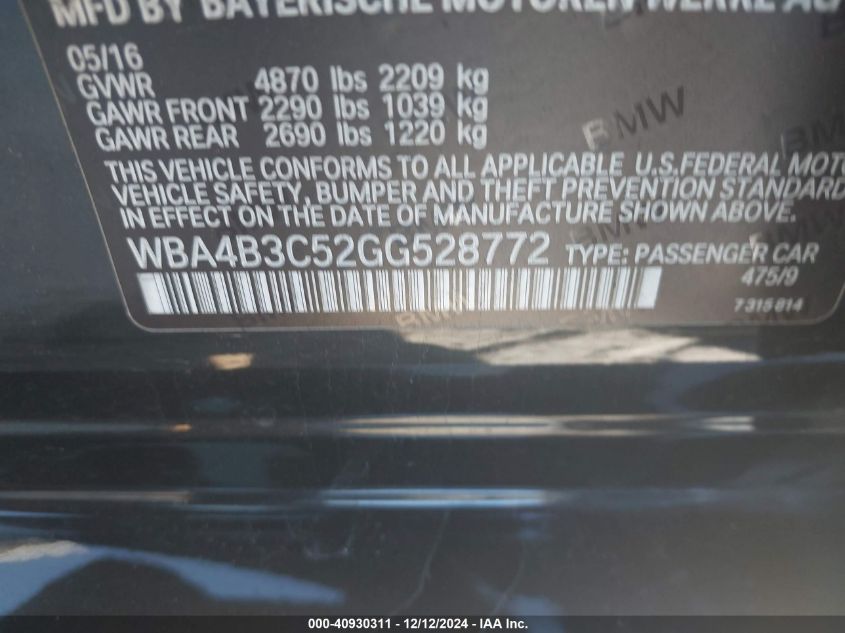 MFD BY BAYERISCHE MOTOREN WERKE AG
05/16
GVWR 4870 lbs 2209 kg
GAWR FRONT 2290 lbs 1039 kg
GAWR REAR 2690 lbs 1220 kg
THIS VEHICLE CONFORMS TO ALL APPLICABLE U.S.FEDERAL MOTO
VEHICLE SAFETY, BUMPER AND THEFT PREVENTION STANDARD
IN EFFECT ON THE DATE OF MANUFACTURE SHOWN ABOVE.
WBA4B3C52GG528772 TYPE: PASSENGER CAR
475/9
7 315 814
BMW
000-40930311 - 12/12/2024 - IAA Inc.